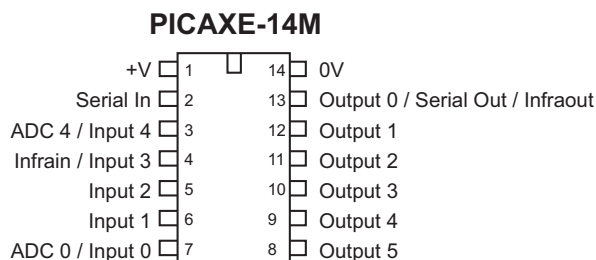 PICAXE-14M
+V 1 14 0V
Serial In 2 13 Output 0 / Serial Out / Infraout
ADC 4 / Input 4 3 12 Output 1
Infrain / Input 3 4 11 Output 2
Input 2 5 10 Output 3
Input 1 6 9 Output 4
ADC 0 / Input 0 7 8 Output 5